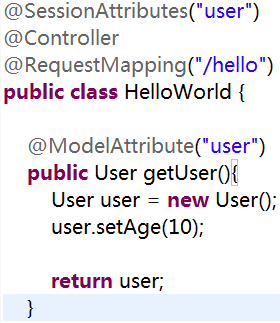 @SessionAttributes("user")
@Controller
@RequestMapping("/hello")
public class HelloWorld {
@ModelAttribute("user")
public User getUser(){
User user = new User();
user.setAge(10);
return user;
}